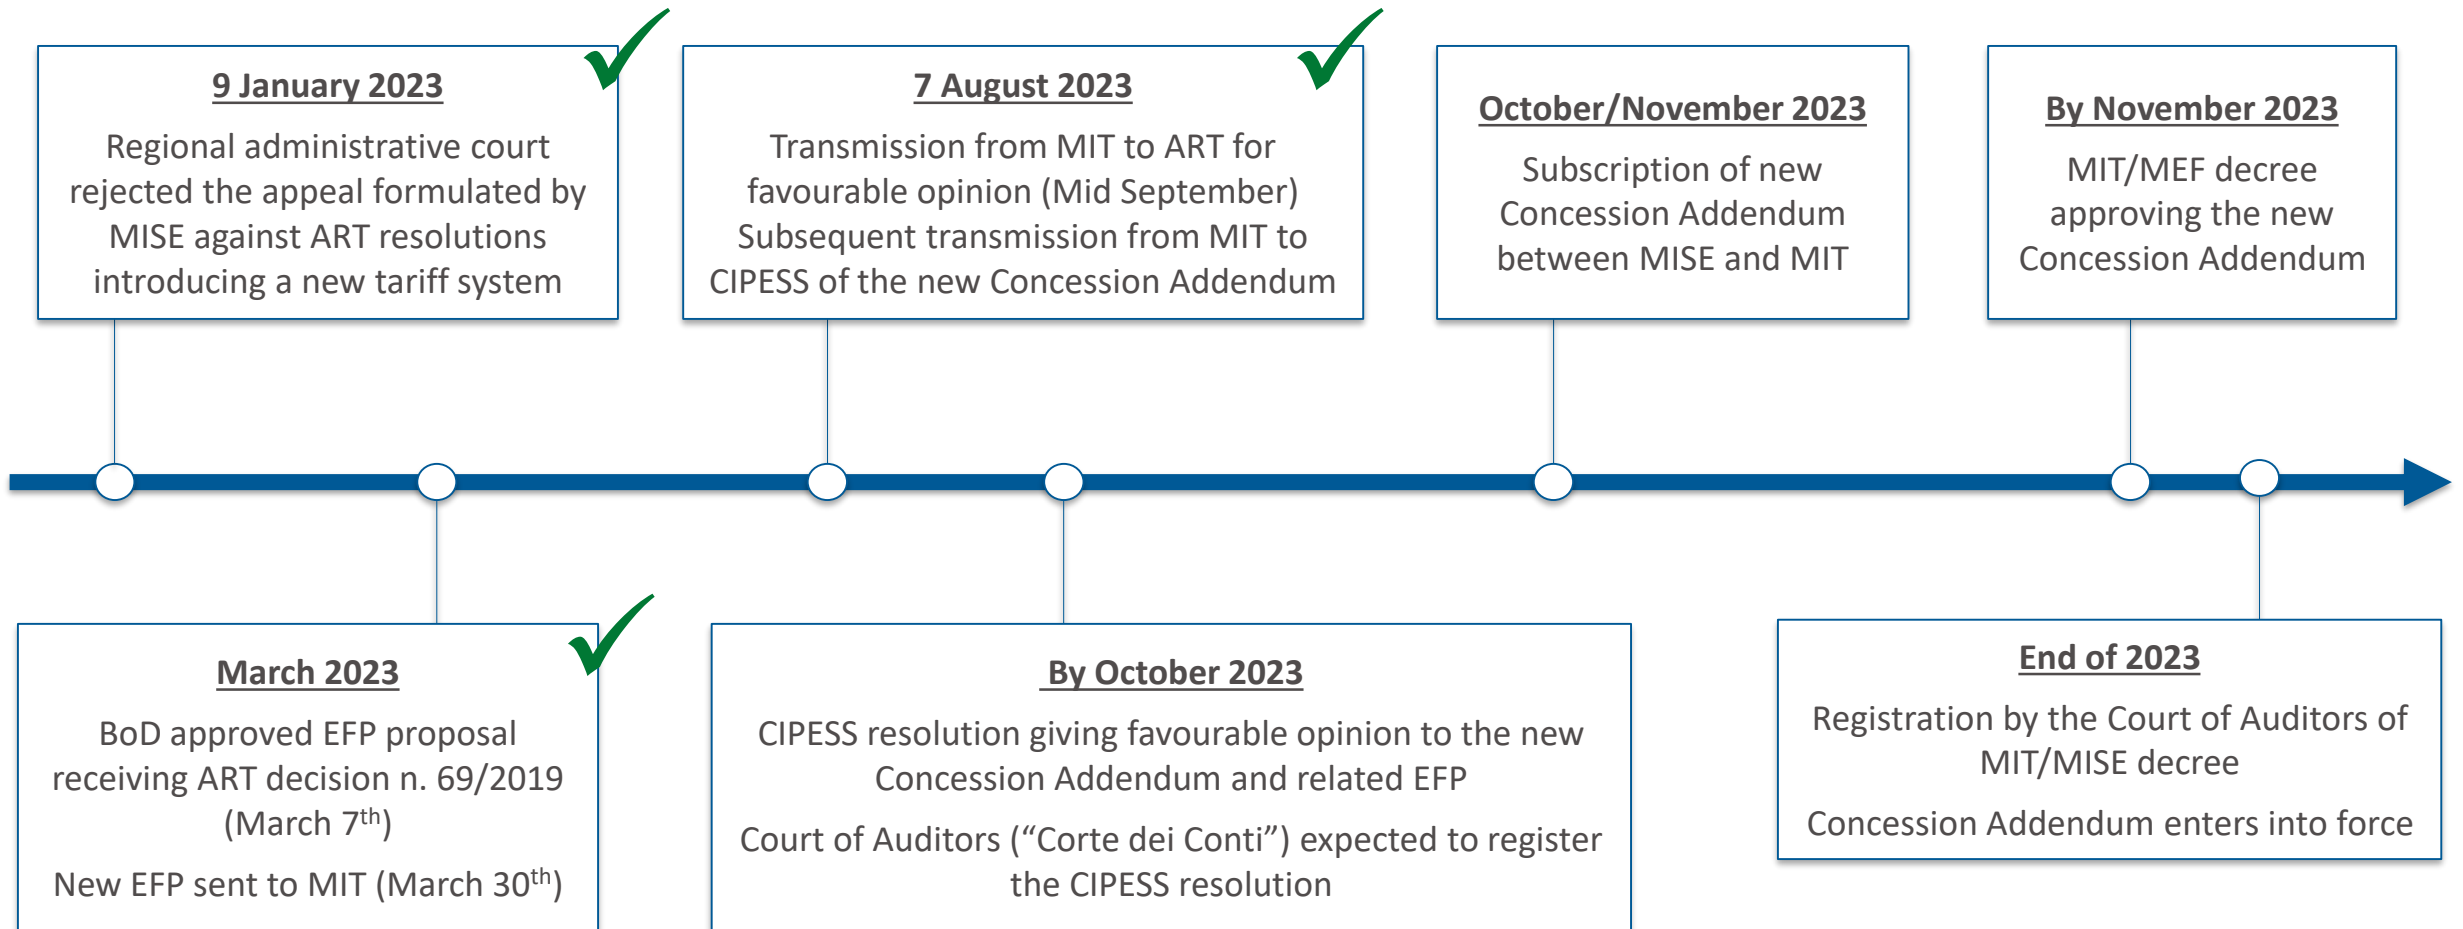 9 January 2023
Regional administrative court
rejected the appeal formulated by
MISE against ART resolutions
introducing a new tariff system
7 August 2023
Transmission from MIT to ART for
favourable opinion (Mid September)
Subsequent transmission from MIT to
CIPESS of the new Concession Addendum
October/November 2023
Subscription of new
Concession Addendum
between MISE and MIT
By November 2023
MIT/MEF decree
approving the new
Concession Addendum
March 2023
BoD approved EFP proposal
receiving ART decision n. 69/2019
(March 7th)
New EFP sent to MIT (March 30th)
By October 2023
CIPESS resolution giving favourable opinion to the new
Concession Addendum and related EFP
Court of Auditors (“Corte dei Conti”) expected to register
the CIPESS resolution
End of 2023
Registration by the Court of Auditors of
MIT/MISE decree
Concession Addendum enters into force